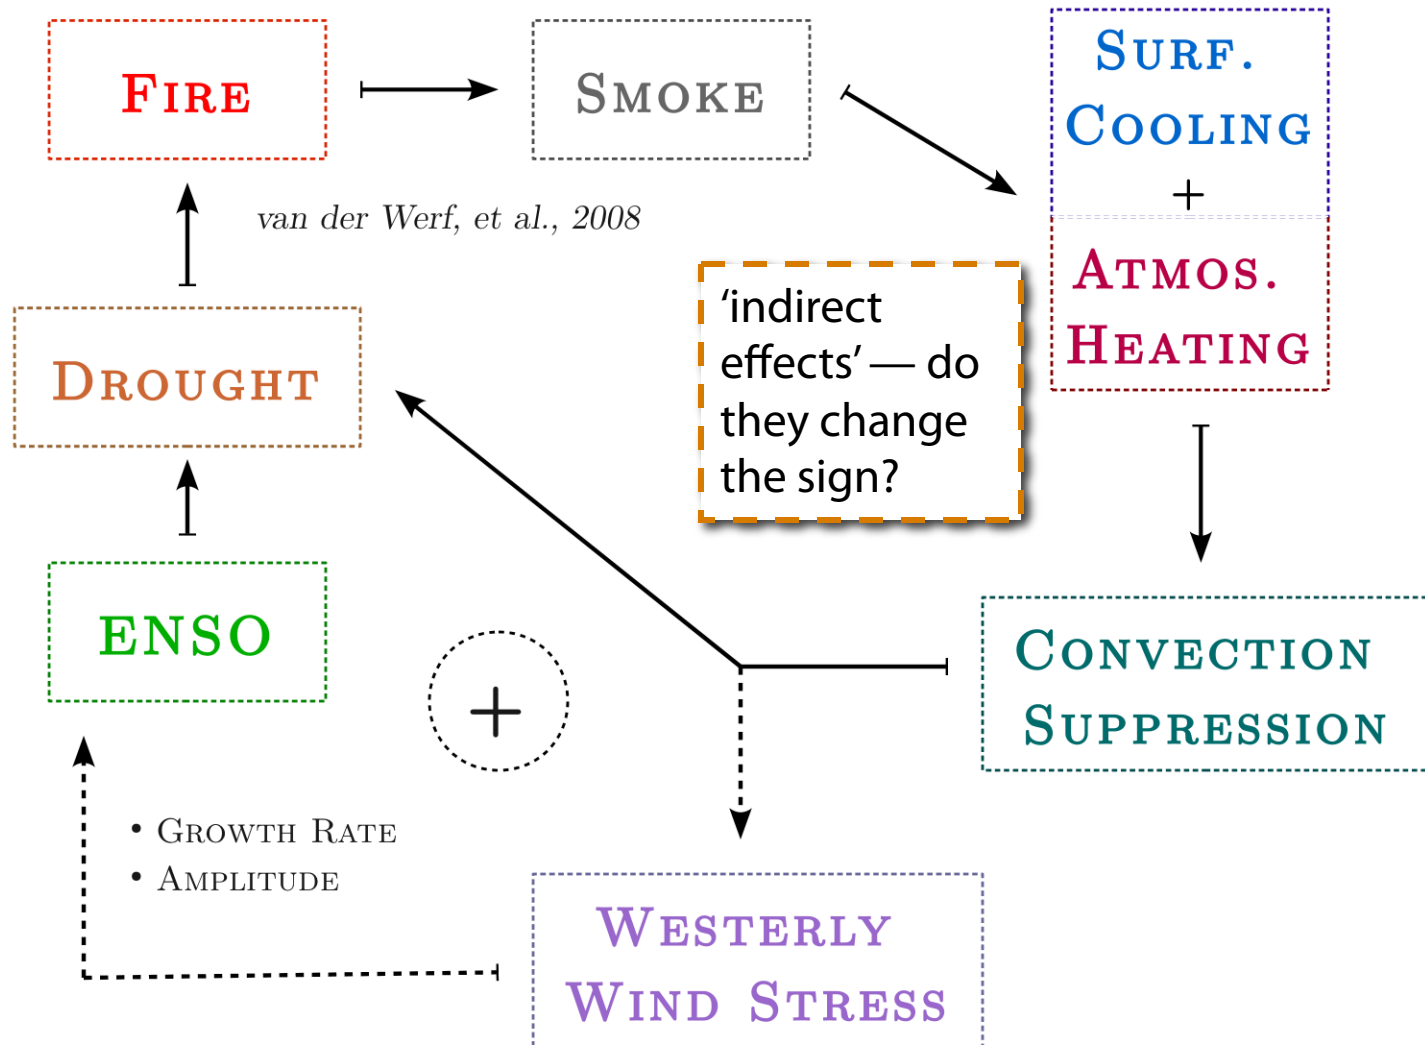 FIRE
SMOKE
SURF.
COOLING
+
ATMOS.
HEATING
van der Werf, et al., 2008
‘indirect
effects’ — do
they change
the sign?
DROUGHT
ENSO
+
CONVECTION
SUPPRESSION
• GROWTH RATE
• AMPLITUDE
WESTERLY
WIND STRESS